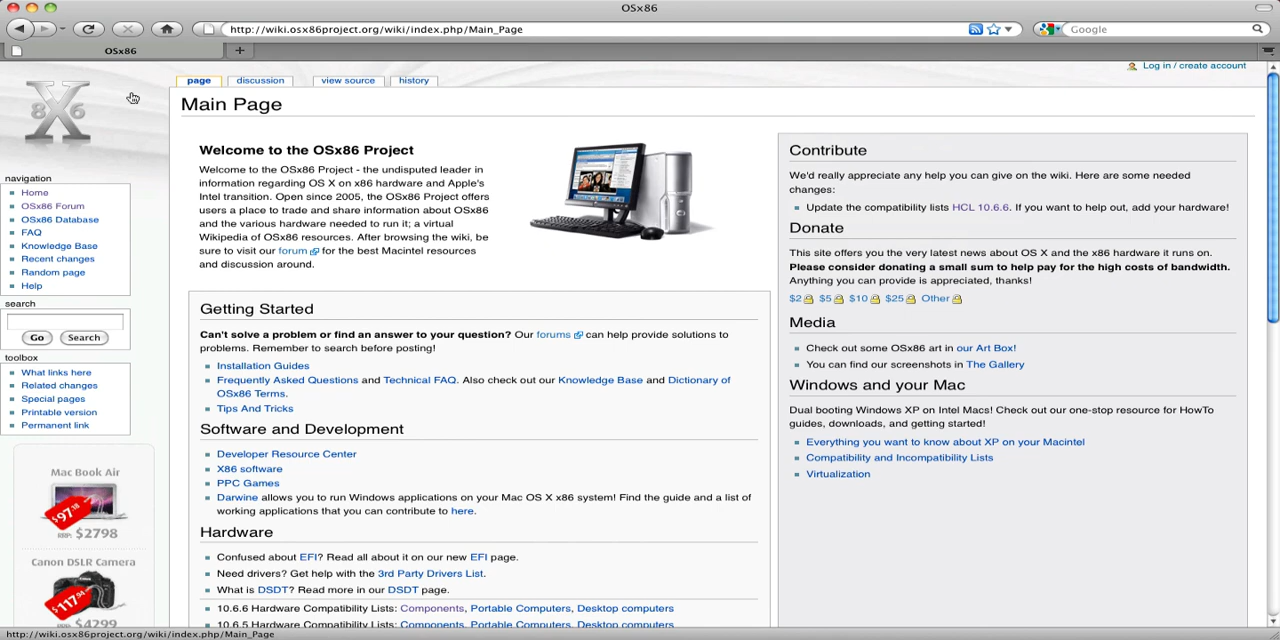 OSx86
http://wiki.osx86project.org/wiki/index.php/Main_Page
Google
OSx86
Log in / create account
page discussion view source history
X
86
Main Page
navigation
Home
OSx86 Forum
OSx86 Database
FAQ
Knowledge Base
Recent changes
Random page
Help
search
Go Search
toolbox
What links here
Related changes
Special pages
Printable version
Permanent link
Mac Book Air
$97.18
RRP: $2798
Canon DSLR Camera
$117.94
$4299
Welcome to the OSx86 Project
Welcome to the OSx86 Project - the undisputed leader in
information regarding OS X on x86 hardware and Apple's
Intel transition. Open since 2005, the OSx86 Project offers
users a place to trade and share information about OSx86
and the various hardware needed to run it; a virtual
Wikipedia of OSx86 resources. After browsing the wiki, be
sure to visit our forum for the best Macintel resources
and discussion around.
Getting Started
Can't solve a problem or find an answer to your question? Our forums can help provide solutions to
problems. Remember to search before posting!
Installation Guides
Frequently Asked Questions and Technical FAQ. Also check out our Knowledge Base and Dictionary of
OSx86 Terms.
Tips And Tricks
Software and Development
Developer Resource Center
X86 software
PPC Games
Darwine allows you to run Windows applications on your Mac OS X x86 system! Find the guide and a list of
working applications that you can contribute to here.
Hardware
Confused about EFI? Read all about it on our new EFI page.
Need drivers? Get help with the 3rd Party Drivers List.
What is DSDT? Read more in our DSDT page.
10.6.6 Hardware Compatibility Lists: Components, Portable Computers, Desktop computers
10.6.5 Hardware Compatibility Lists: Components, Portable Computers, Desktop computers
Contribute
We'd really appreciate any help you can give on the wiki. Here are some needed
changes:
Update the compatibility lists HCL 10.6.6. If you want to help out, add your hardware!
Donate
This site offers you the very latest news about OS X and the x86 hardware it runs on.
Please consider donating a small sum to help pay for the high costs of bandwidth.
Anything you can provide is appreciated, thanks!
$2 $5 $10 $25 Other
Media
Check out some OSx86 art in our Art Box!
You can find our screenshots in The Gallery
Windows and your Mac
Dual booting Windows XP on Intel Macs! Check out our one-stop resource for HowTo
guides, downloads, and getting started!
Everything you want to know about XP on your Macintel
Compatibility and Incompatibility Lists
Virtualization
http://wiki.osx86project.org/wiki/index.php/Main_Page